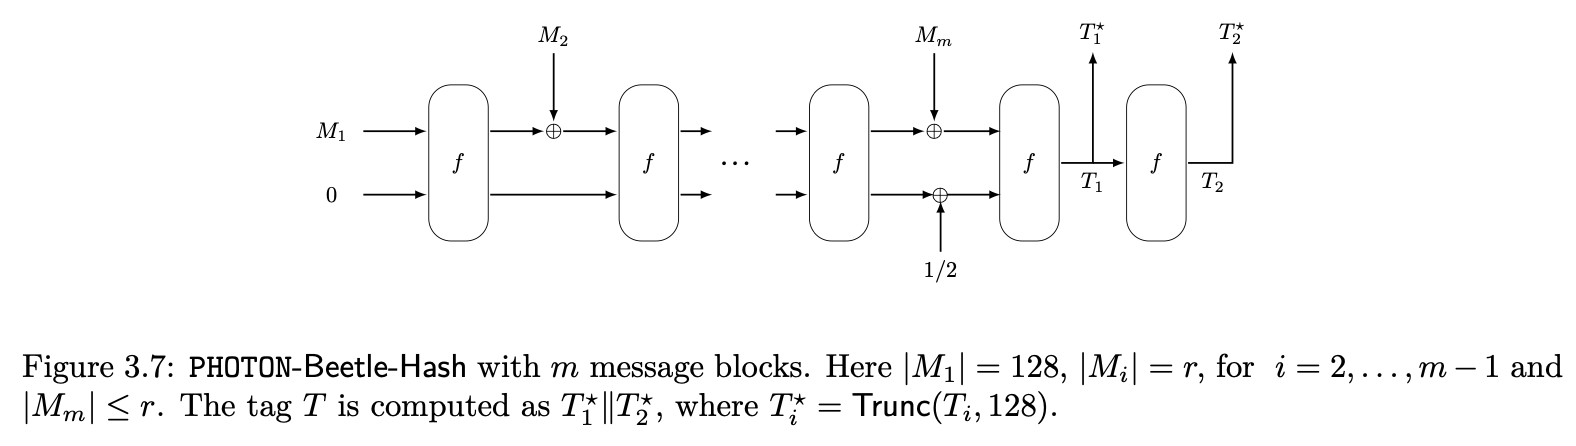 M₂ Mₘ T₁⋆ T₂⋆
M₁
f f ⋯ f f f
T₁ T₂
0
1/2
Figure 3.7: PHOTON-Beetle-Hash with m message blocks. Here |M₁| = 128, |Mᵢ| = r, for i = 2, . . . , m − 1 and
|Mₘ| ≤ r. The tag T is computed as T₁⋆‖T₂⋆, where Tᵢ⋆ = Trunc(Tᵢ, 128).